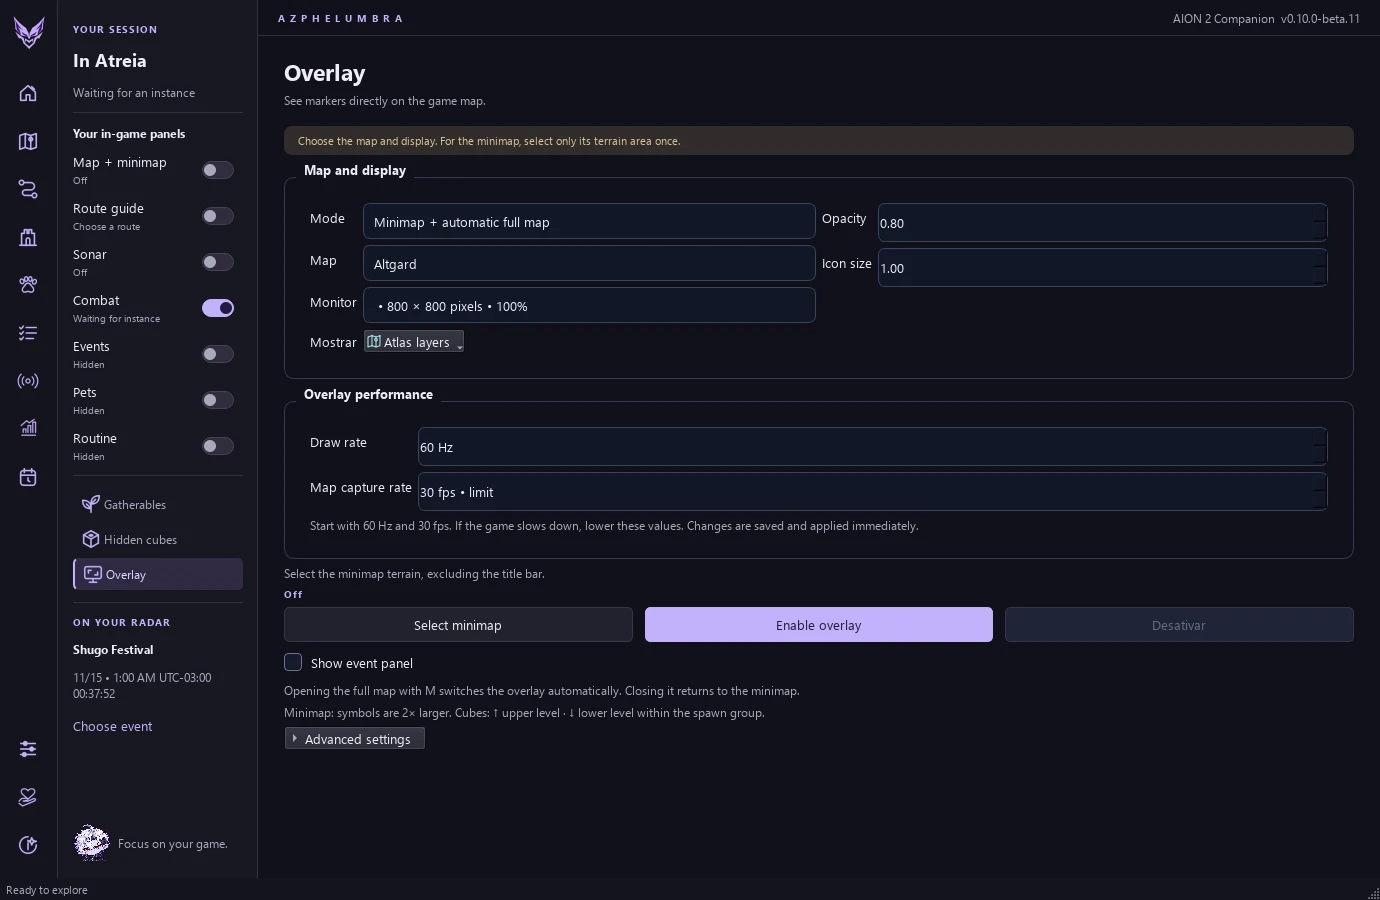 YOUR SESSION
In Atreia
Waiting for an instance
Your in-game panels
Map + minimap
Off
Route guide
Choose a route
Sonar
Off
Combat
Waiting for instance
Events
Hidden
Pets
Hidden
Routine
Hidden
Gatherables
Hidden cubes
Overlay
ON YOUR RADAR
Shugo Festival
11/15 • 1:00 AM UTC-03:00
00:37:52
Choose event
Focus on your game.
AZPHELUMBRA
AION 2 Companion v0.10.0-beta.11
Overlay
See markers directly on the game map.
Choose the map and display. For the minimap, select only its terrain area once.
Map and display
Mode Minimap + automatic full map Opacity 0.80
Map Altgard Icon size 1.00
Monitor • 800 × 800 pixels • 100%
Mostrar Atlas layers
Overlay performance
Draw rate 60 Hz
Map capture rate 30 fps • limit
Start with 60 Hz and 30 fps. If the game slows down, lower these values. Changes are saved and applied immediately.
Select the minimap terrain, excluding the title bar.
Off
Select minimap Enable overlay Desativar
Show event panel
Opening the full map with M switches the overlay automatically. Closing it returns to the minimap.
Minimap: symbols are 2× larger. Cubes: ↑ upper level · ↓ lower level within the spawn group.
Advanced settings
Ready to explore